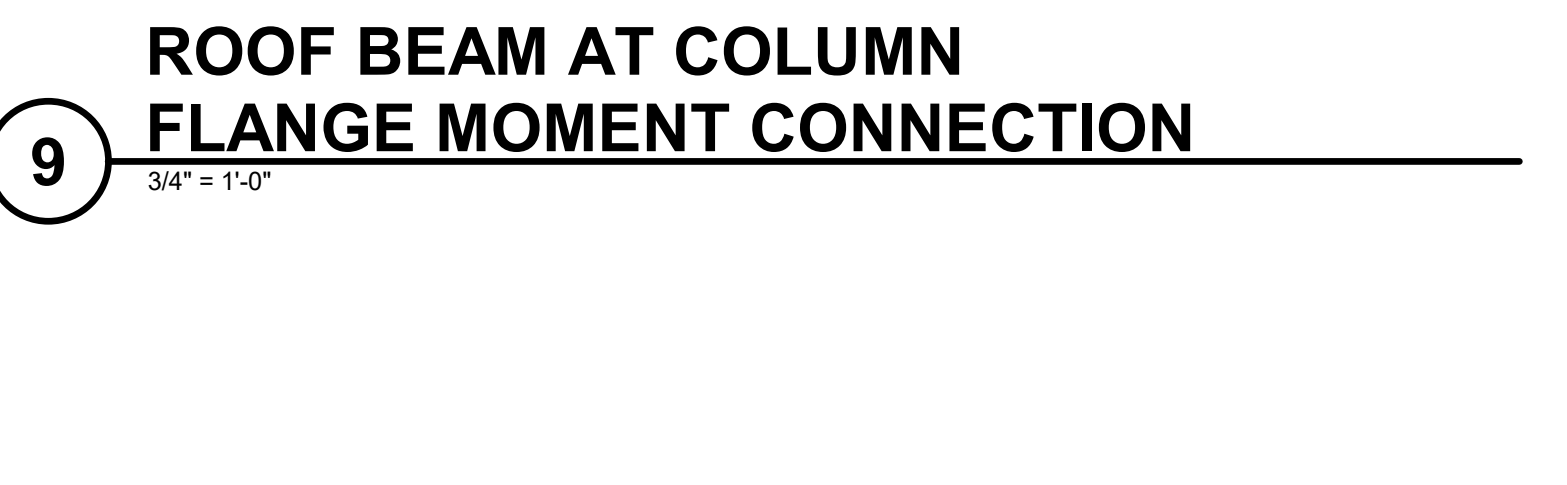 ROOF BEAM AT COLUMN
FLANGE MOMENT CONNECTION
9
3/4" = 1'-0"